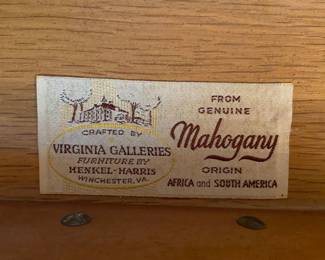 CRAFTED BY
VIRGINIA GALLERIES
FURNITURE BY
HENKEL-HARRIS
WINCHESTER, VA.
FROM
GENUINE
Mahogany
ORIGIN
AFRICA and SOUTH AMERICA